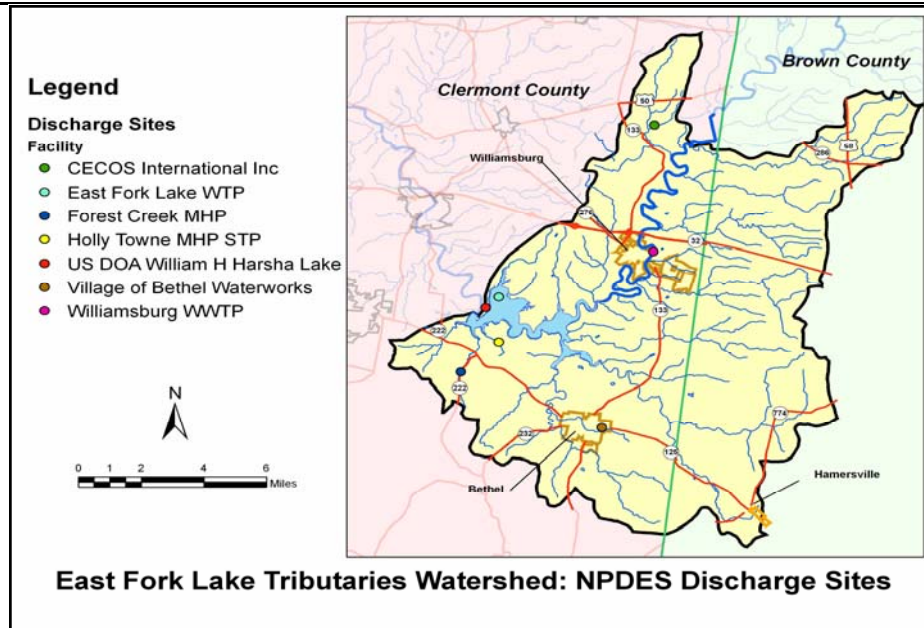 Legend
Discharge Sites
Facility
CECOS International Inc
East Fork Lake WTP
Forest Creek MHP
Holly Towne MHP STP
US DOA William H Harsha Lake
Village of Bethel Waterworks
Williamsburg WWTP
N
0 1 2 4 6
Miles
Clermont County
Brown County
50
133
Williamsburg
286
68
276
32
133
222
222
232
125
774
Bethel
Hamersville
East Fork Lake Tributaries Watershed: NPDES Discharge Sites